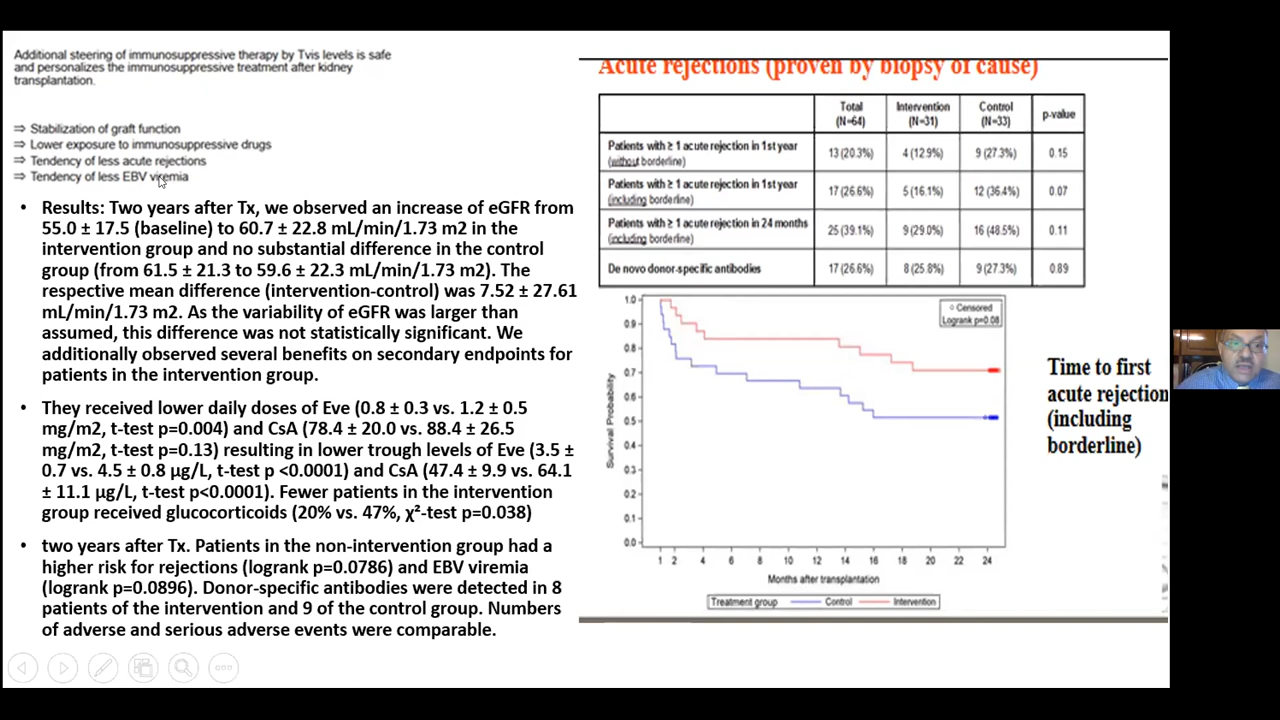 Additional steering of immunosuppressive therapy by Tvis levels is safe
and personalizes the immunosuppressive treatment after kidney
transplantation.
⇒ Stabilization of graft function
⇒ Lower exposure to immunosuppressive drugs
⇒ Tendency of less acute rejections
⇒ Tendency of less EBV viremia
• Results: Two years after Tx, we observed an increase of eGFR from
55.0 ± 17.5 (baseline) to 60.7 ± 22.8 mL/min/1.73 m2 in the
intervention group and no substantial difference in the control
group (from 61.5 ± 21.3 to 59.6 ± 22.3 mL/min/1.73 m2). The
respective mean difference (intervention-control) was 7.52 ± 27.61
mL/min/1.73 m2. As the variability of eGFR was larger than
assumed, this difference was not statistically significant. We
additionally observed several benefits on secondary endpoints for
patients in the intervention group.
• They received lower daily doses of Eve (0.8 ± 0.3 vs. 1.2 ± 0.5
mg/m2, t-test p=0.004) and CsA (78.4 ± 20.0 vs. 88.4 ± 26.5
mg/m2, t-test p=0.13) resulting in lower trough levels of Eve (3.5 ±
0.7 vs. 4.5 ± 0.8 µg/L, t-test p <0.0001) and CsA (47.4 ± 9.9 vs. 64.1
± 11.1 µg/L, t-test p<0.0001). Fewer patients in the intervention
group received glucocorticoids (20% vs. 47%, χ²-test p=0.038)
• two years after Tx. Patients in the non-intervention group had a
higher risk for rejections (logrank p=0.0786) and EBV viremia
(logrank p=0.0896). Donor-specific antibodies were detected in 8
patients of the intervention and 9 of the control group. Numbers
of adverse and serious adverse events were comparable.
Acute rejections (proven by biopsy of cause)
Total Intervention Control p-value
(N=64) (N=31) (N=33)
Patients with ≥ 1 acute rejection in 1st year
(without borderline) 13 (20.3%) 4 (12.9%) 9 (27.3%) 0.15
Patients with ≥ 1 acute rejection in 1st year
(including borderline) 17 (26.6%) 5 (16.1%) 12 (36.4%) 0.07
Patients with ≥ 1 acute rejection in 24 months
(including borderline) 25 (39.1%) 9 (29.0%) 16 (48.5%) 0.11
De novo donor-specific antibodies 17 (26.6%) 8 (25.8%) 9 (27.3%) 0.89
○ Censored
Logrank p=0.08
Survival Probability
1.0
0.9
0.8
0.7
0.6
0.5
0.4
0.3
0.2
0.1
0.0
1 2 4 6 7 8 10 12 14 16 18 20 22 24
Months after transplantation
Treatment group Control Intervention
Time to first
acute rejection
(including
borderline)